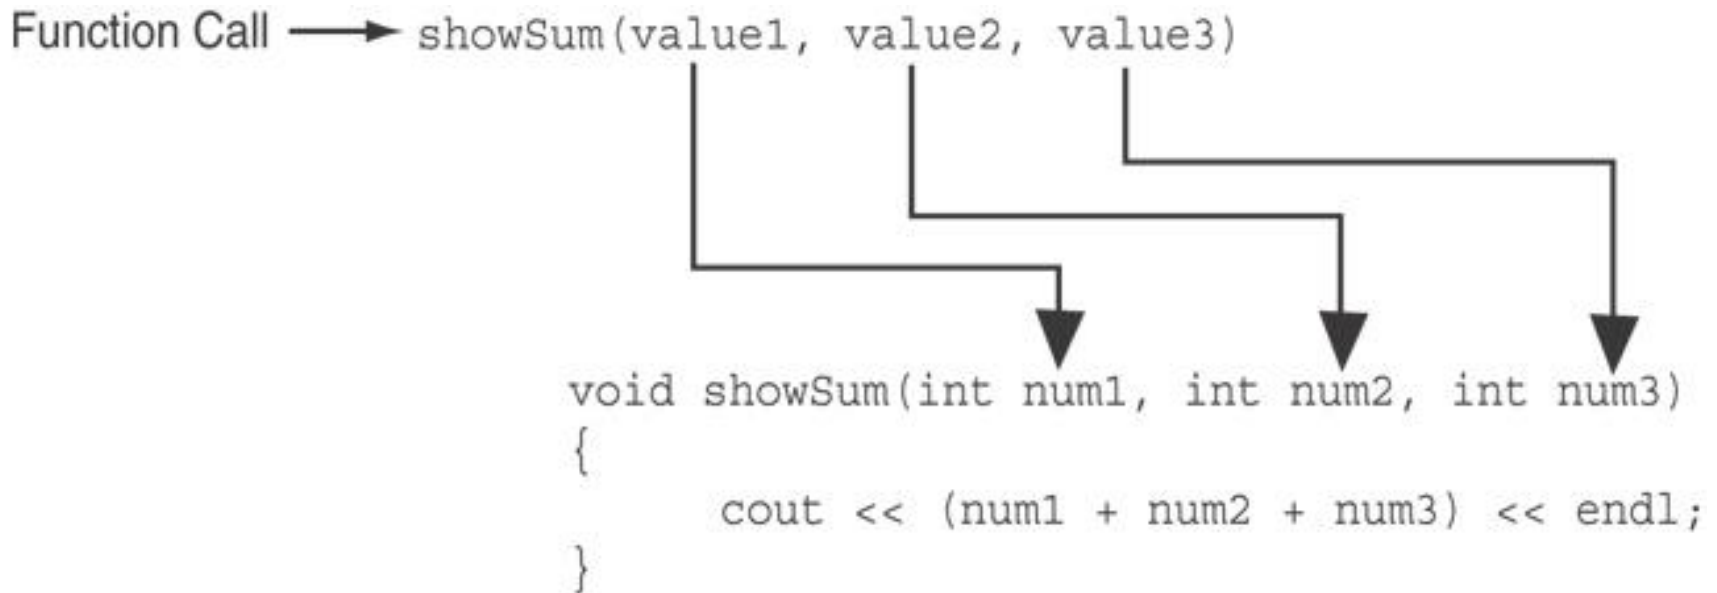 Function Call showSum(value1, value2, value3)
void showSum(int num1, int num2, int num3)
{
cout << (num1 + num2 + num3) << endl;
}